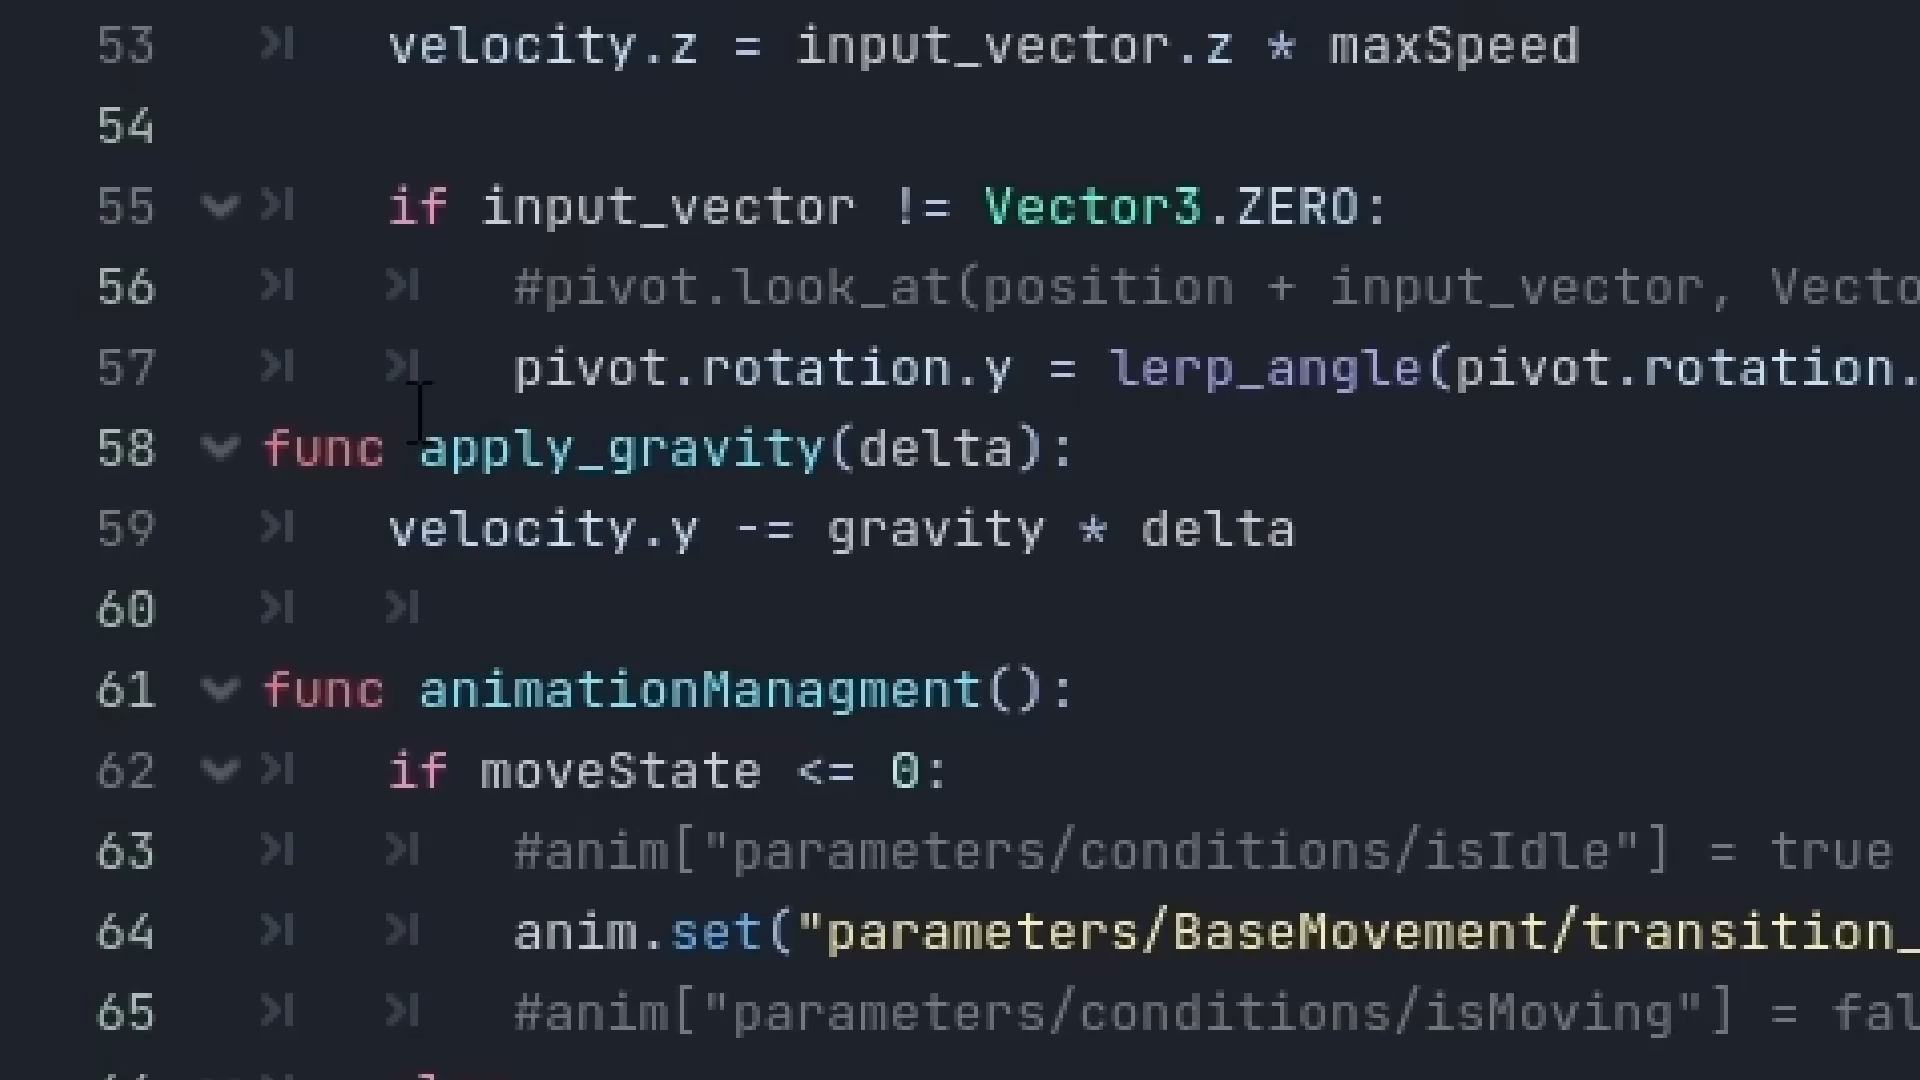 53 velocity.z = input_vector.z * maxSpeed
54
55 if input_vector != Vector3.ZERO:
56 #pivot.look_at(position + input_vector, Vecto
57 pivot.rotation.y = lerp_angle(pivot.rotation.
58 func apply_gravity(delta):
59 velocity.y -= gravity * delta
60
61 func animationManagment():
62 if moveState <= 0:
63 #anim["parameters/conditions/isIdle"] = true
64 anim.set("parameters/BaseMovement/transition_
65 #anim["parameters/conditions/isMoving"] = fal